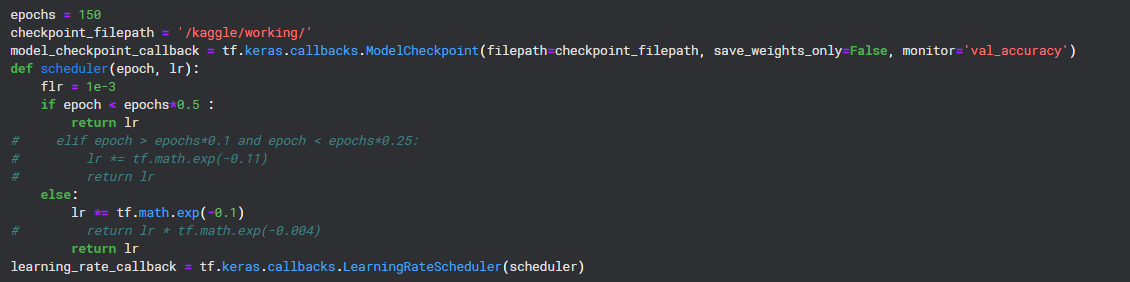 epochs = 150
checkpoint_filepath = '/kaggle/working/'
model_checkpoint_callback = tf.keras.callbacks.ModelCheckpoint(filepath=checkpoint_filepath, save_weights_only=False, monitor='val_accuracy')
def scheduler(epoch, lr):
    flr = 1e-3
    if epoch < epochs*0.5 :
        return lr
#     elif epoch > epochs*0.1 and epoch < epochs*0.25:
#         lr *= tf.math.exp(-0.11)
#         return lr
    else:
        lr *= tf.math.exp(-0.1)
#         return lr * tf.math.exp(-0.004)
        return lr
learning_rate_callback = tf.keras.callbacks.LearningRateScheduler(scheduler)